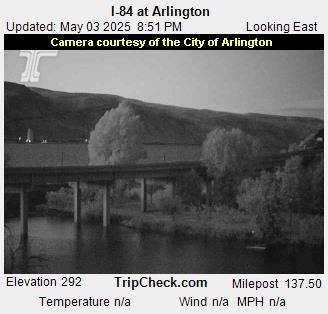 I-84 at Arlington
Updated: May 03 2025 8:51 PM Looking East
Camera courtesy of the City of Arlington
Elevation 292 TripCheck.com Milepost 137.50
Temperature n/a Wind n/a MPH n/a